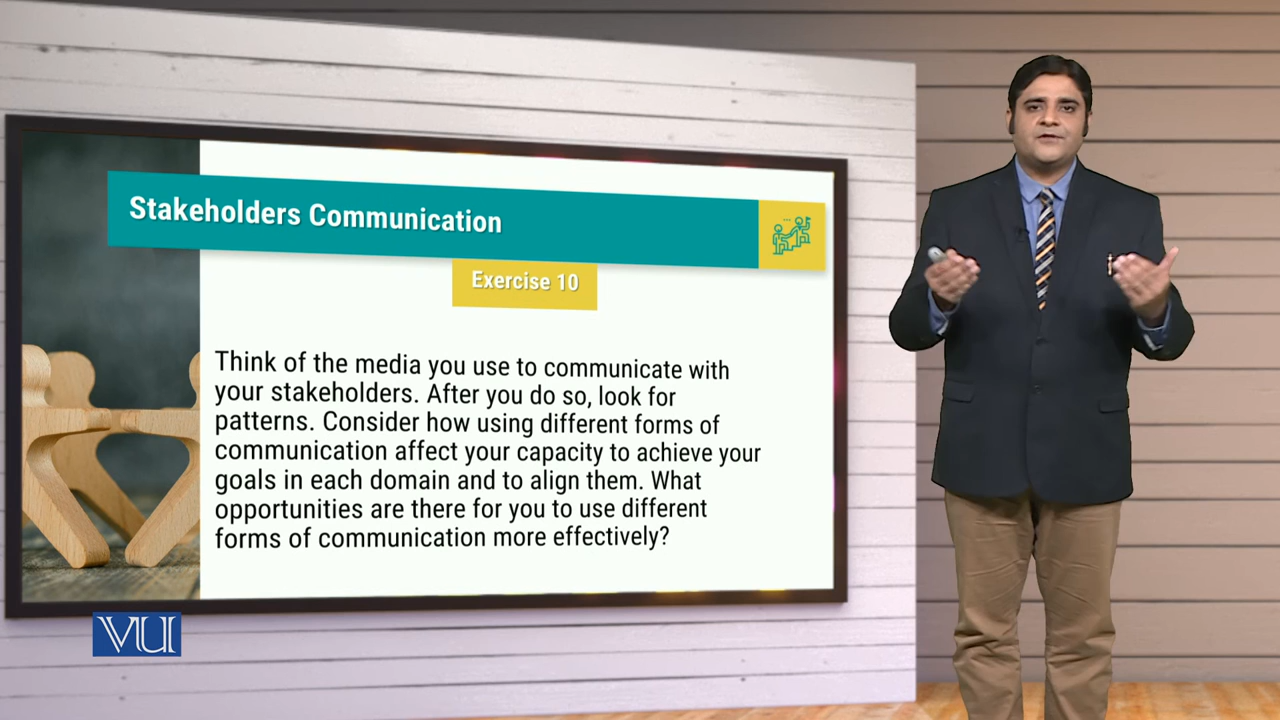 Stakeholders Communication
Exercise 10
Think of the media you use to communicate with
your stakeholders. After you do so, look for
patterns. Consider how using different forms of
communication affect your capacity to achieve your
goals in each domain and to align them. What
opportunities are there for you to use different
forms of communication more effectively?
VU